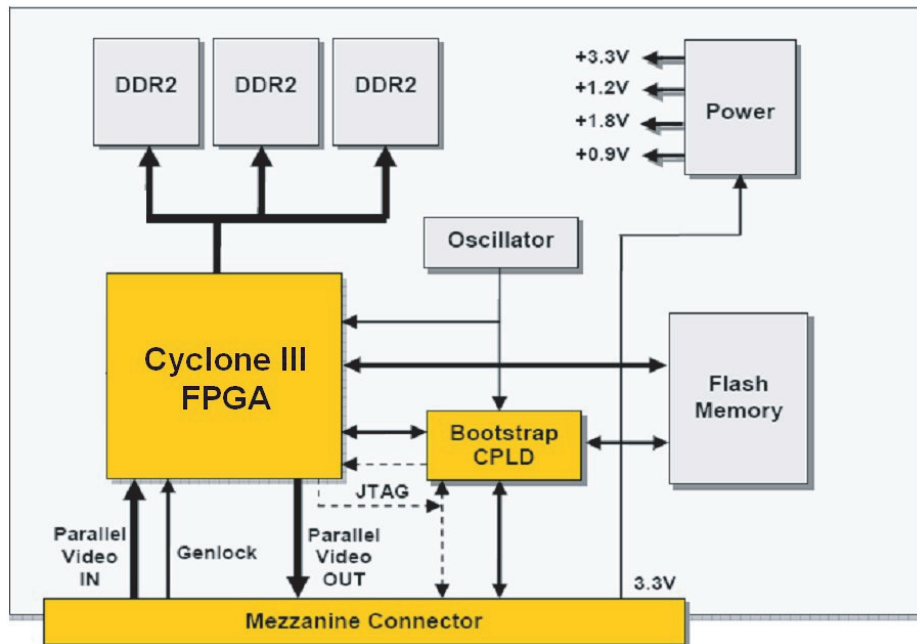 DDR2
DDR2
DDR2
+3.3V
+1.2V
+1.8V
+0.9V
Power
Oscillator
Cyclone III
FPGA
Flash
Memory
Bootstrap
CPLD
JTAG
Parallel
Video
IN
Genlock
Parallel
Video
OUT
3.3V
Mezzanine Connector